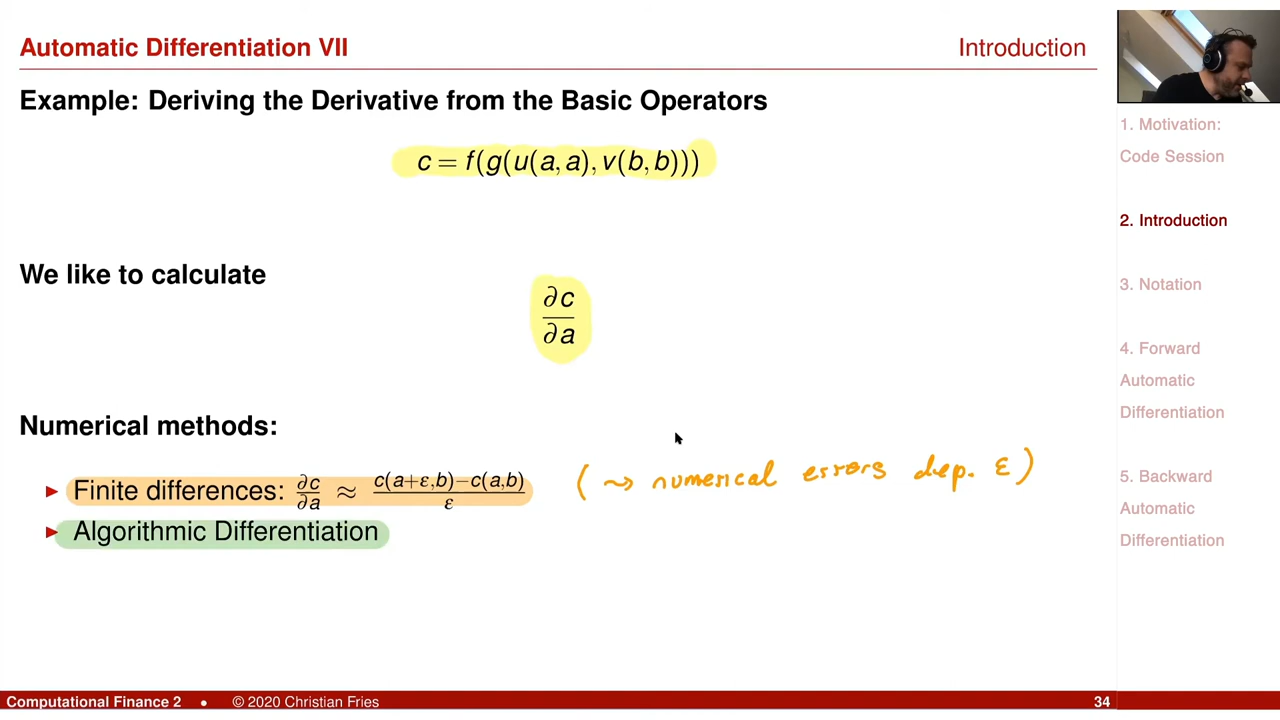 Automatic Differentiation VII
Introduction
Example: Deriving the Derivative from the Basic Operators
c = f(g(u(a,a),v(b,b)))
We like to calculate
∂c
∂a
Numerical methods:
► Finite differences: ∂c/∂a ≈ c(a+ε,b)−c(a,b)/ε (⇝ numerical errors dep. ε)
► Algorithmic Differentiation
1. Motivation:
Code Session
2. Introduction
3. Notation
4. Forward
Automatic
Differentiation
5. Backward
Automatic
Differentiation
Computational Finance 2 • © 2020 Christian Fries
34